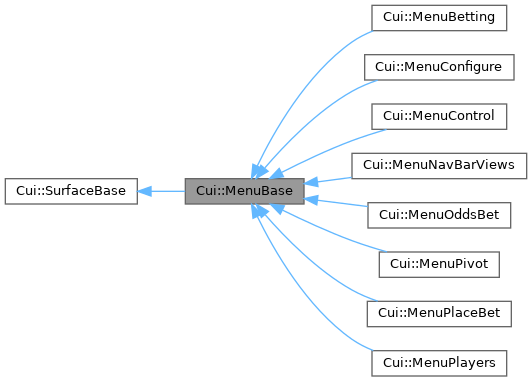 Cui::SurfaceBase
Cui::MenuBase
Cui::MenuBetting
Cui::MenuConfigure
Cui::MenuControl
Cui::MenuNavBarViews
Cui::MenuOddsBet
Cui::MenuPivot
Cui::MenuPlaceBet
Cui::MenuPlayers